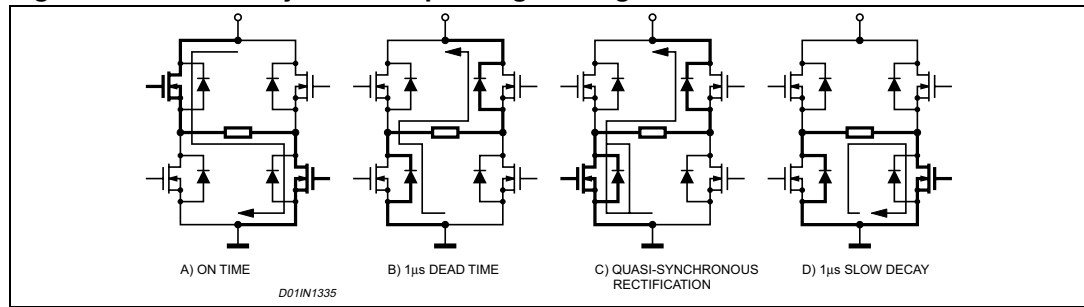 A) ON TIME
B) 1μs DEAD TIME
C) QUASI-SYNCHRONOUS
RECTIFICATION
D) 1μs SLOW DECAY
D01IN1335